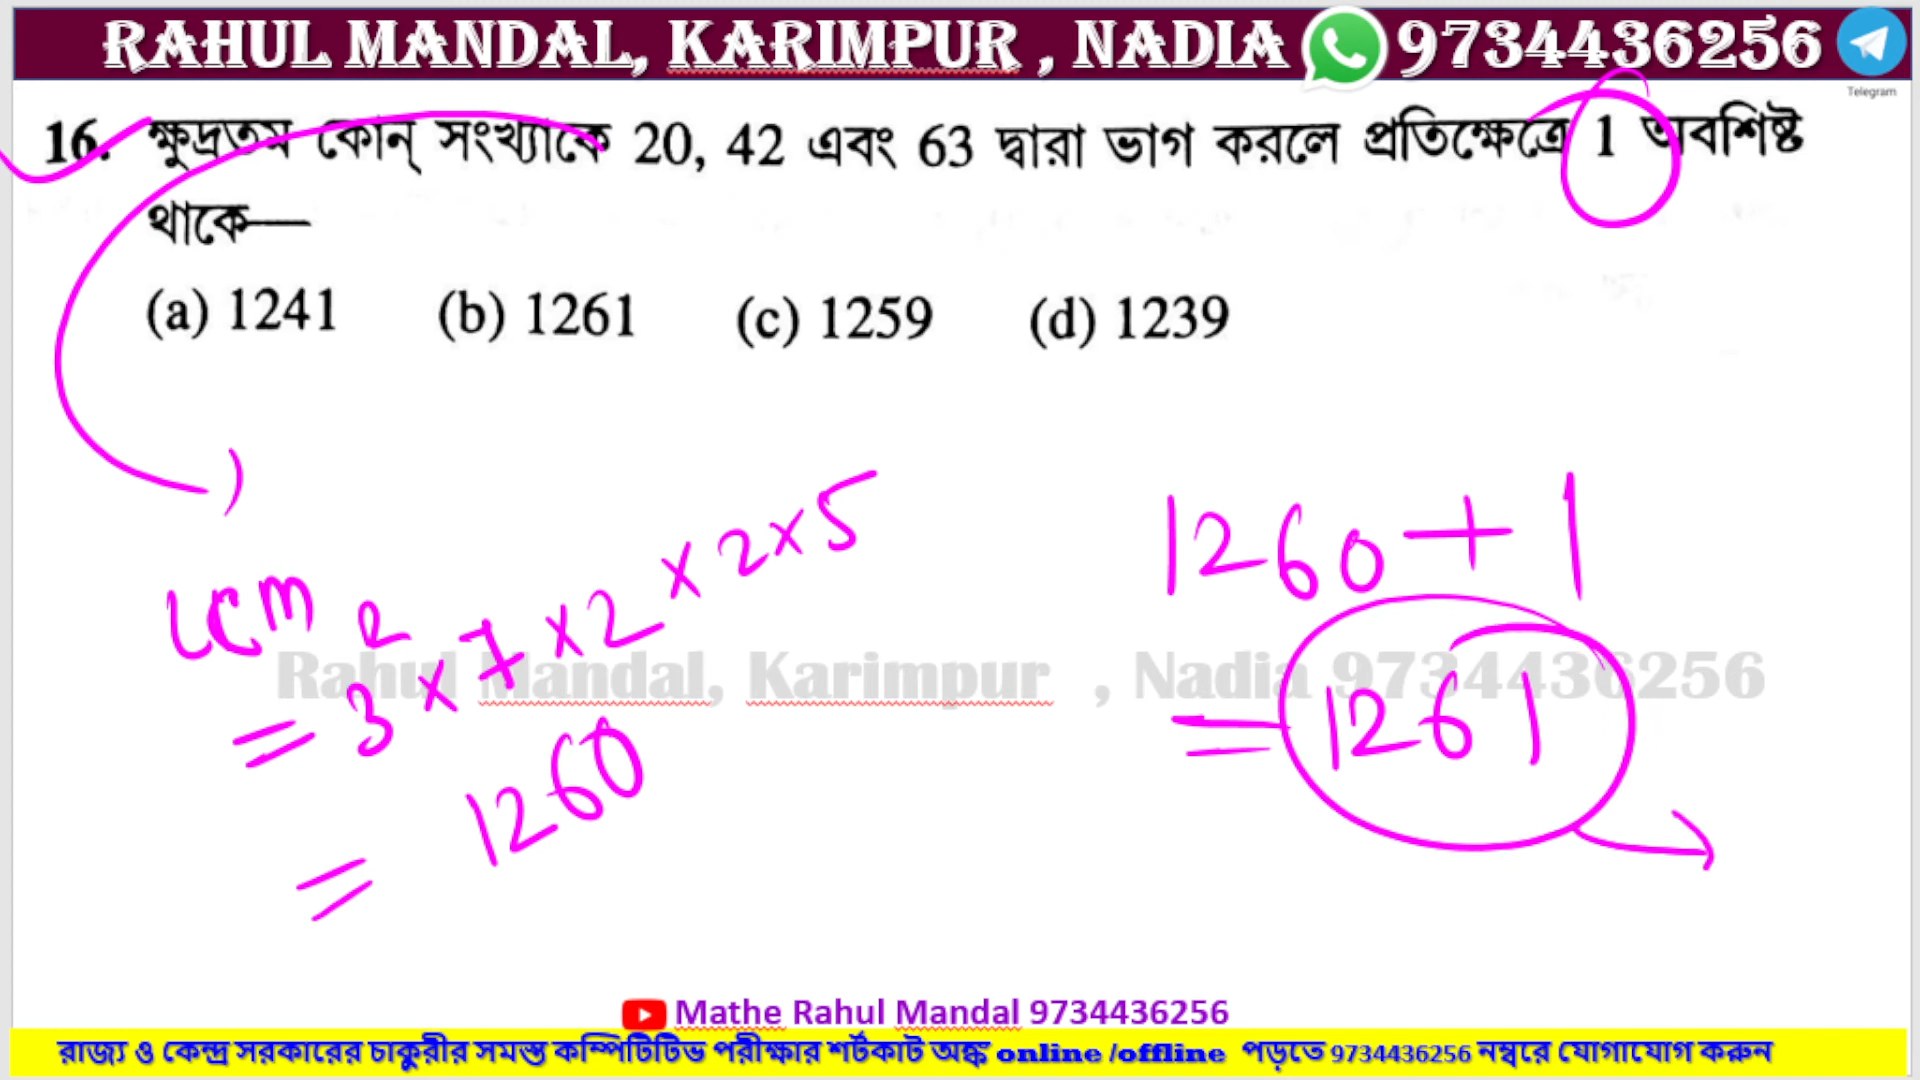 RAHUL MANDAL, KARIMPUR , NADIA 9734436256
Telegram
16. ক্ষুদ্রতম কোন্ সংখ্যাকে 20, 42 এবং 63 দ্বারা ভাগ করলে প্রতিক্ষেত্রে 1 অবশিষ্ট
থাকে—
(a) 1241 (b) 1261 (c) 1259 (d) 1239
LCM
= 3² × 7 × 2 × 2 × 5
= 1260
1260 + 1
= 1261
Rahul Mandal, Karimpur , Nadia 9734436256
Mathe Rahul Mandal 9734436256
রাজ্য ও কেন্দ্র সরকারের চাকুরীর সমস্ত কম্পিটিটিভ পরীক্ষার শর্টকাট অঙ্ক online /offline পড়তে 9734436256 নম্বরে যোগাযোগ করুন